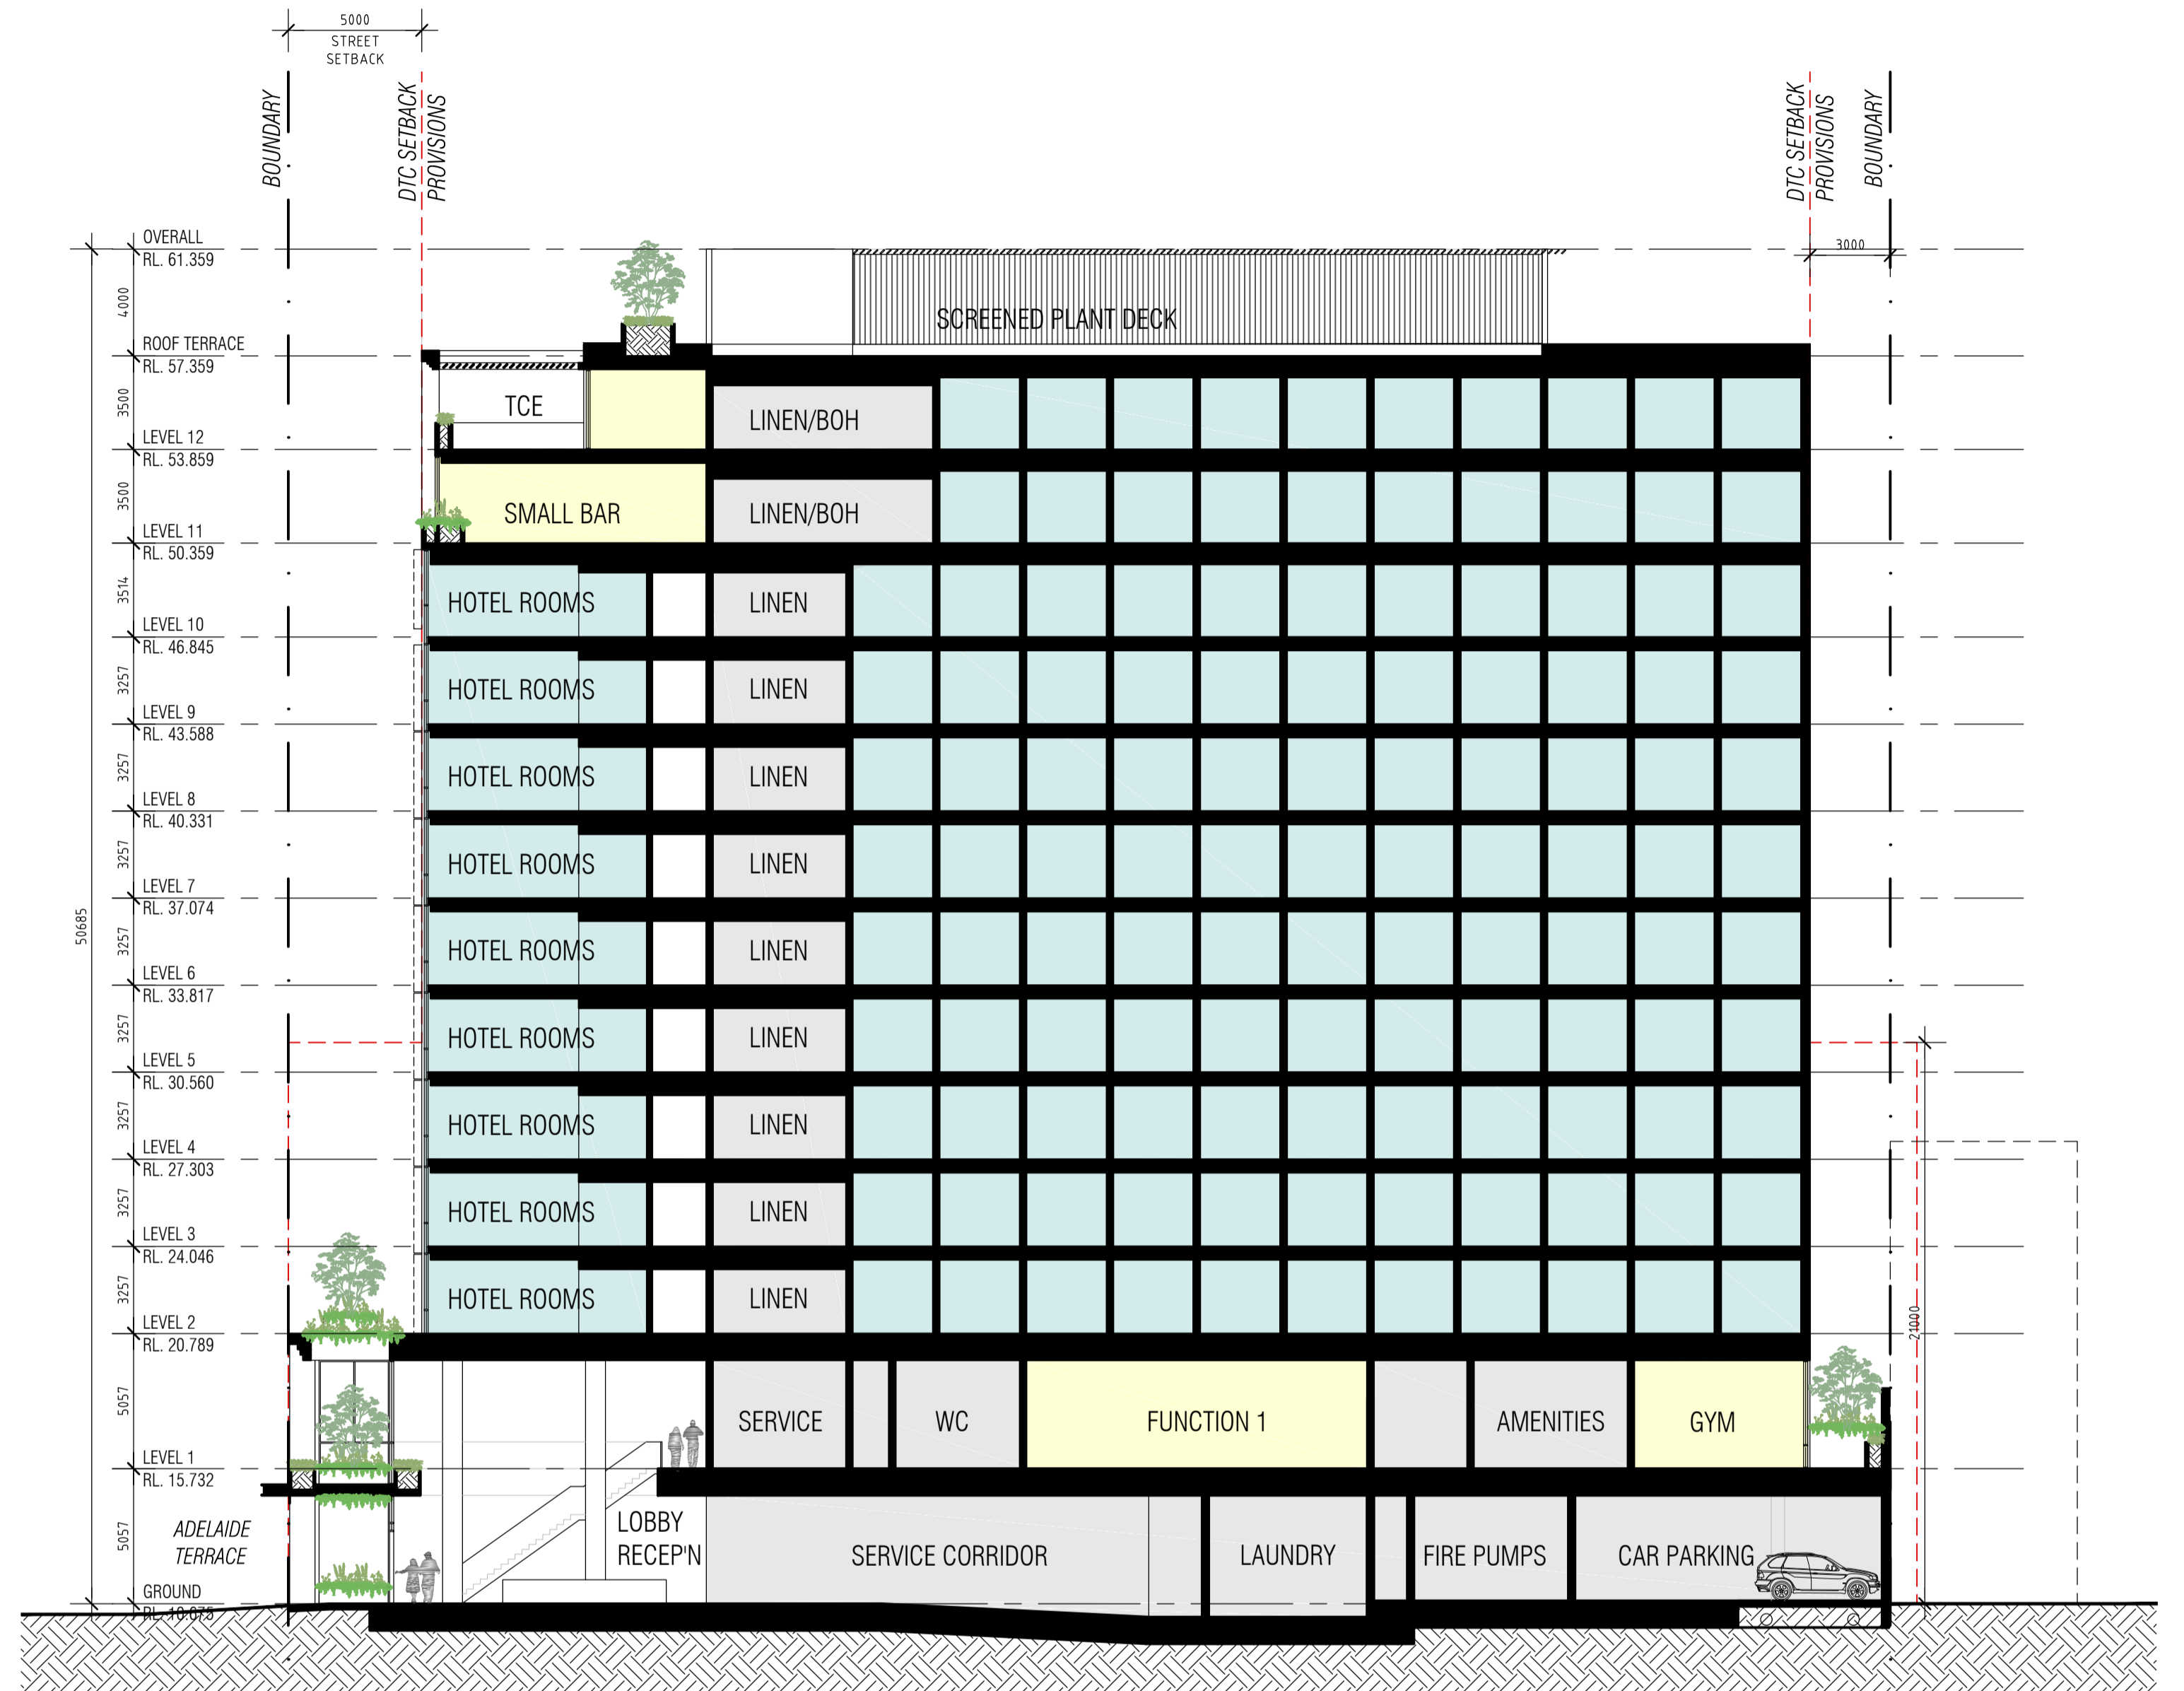 5000
STREET
SETBACK
BOUNDARY
DTC SETBACK
PROVISIONS
DTC SETBACK
PROVISIONS
BOUNDARY
3000
OVERALL
RL. 61.359
4000
SCREENED PLANT DECK
ROOF TERRACE
RL. 57.359
3500
TCE
LINEN/BOH
LEVEL 12
RL. 53.859
3500
SMALL BAR
LINEN/BOH
LEVEL 11
RL. 50.359
3514
HOTEL ROOMS
LINEN
LEVEL 10
RL. 46.845
3257
HOTEL ROOMS
LINEN
LEVEL 9
RL. 43.588
3257
HOTEL ROOMS
LINEN
LEVEL 8
RL. 40.331
3257
HOTEL ROOMS
LINEN
LEVEL 7
RL. 37.074
50685
3257
HOTEL ROOMS
LINEN
LEVEL 6
RL. 33.817
3257
HOTEL ROOMS
LINEN
LEVEL 5
RL. 30.560
3257
HOTEL ROOMS
LINEN
LEVEL 4
RL. 27.303
3257
HOTEL ROOMS
LINEN
LEVEL 3
RL. 24.046
3257
HOTEL ROOMS
LINEN
21000
LEVEL 2
RL. 20.789
5057
SERVICE
WC
FUNCTION 1
AMENITIES
GYM
LEVEL 1
RL. 15.732
5057
ADELAIDE
TERRACE
LOBBY
RECEP'N
SERVICE CORRIDOR
LAUNDRY
FIRE PUMPS
CAR PARKING
GROUND
RL. 10.675